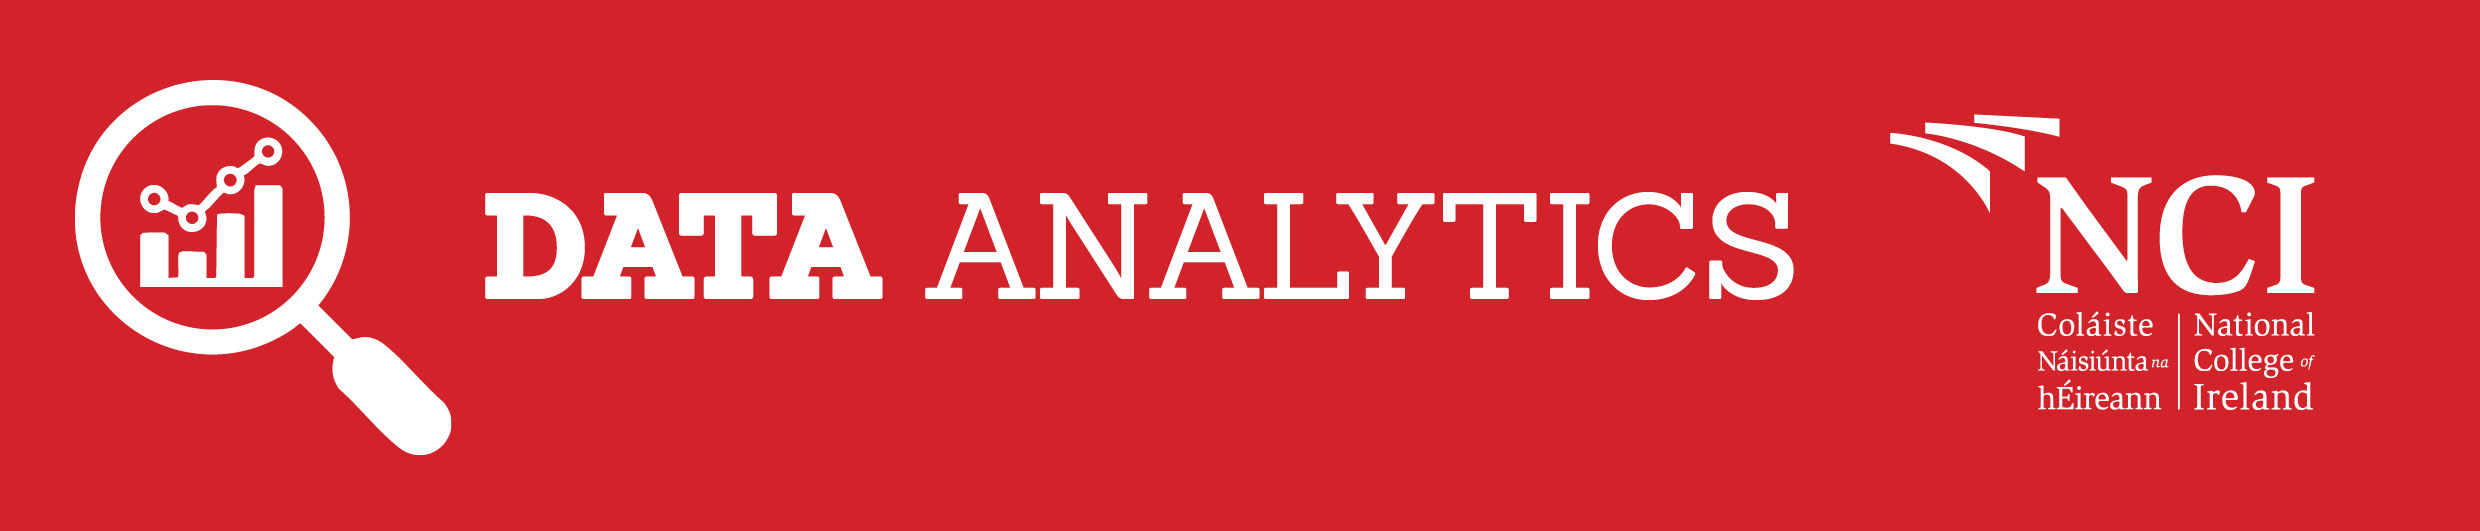 DATA ANALYTICS
NCI
Coláiste
Náisiúnta na
hÉireann
National
College of
Ireland